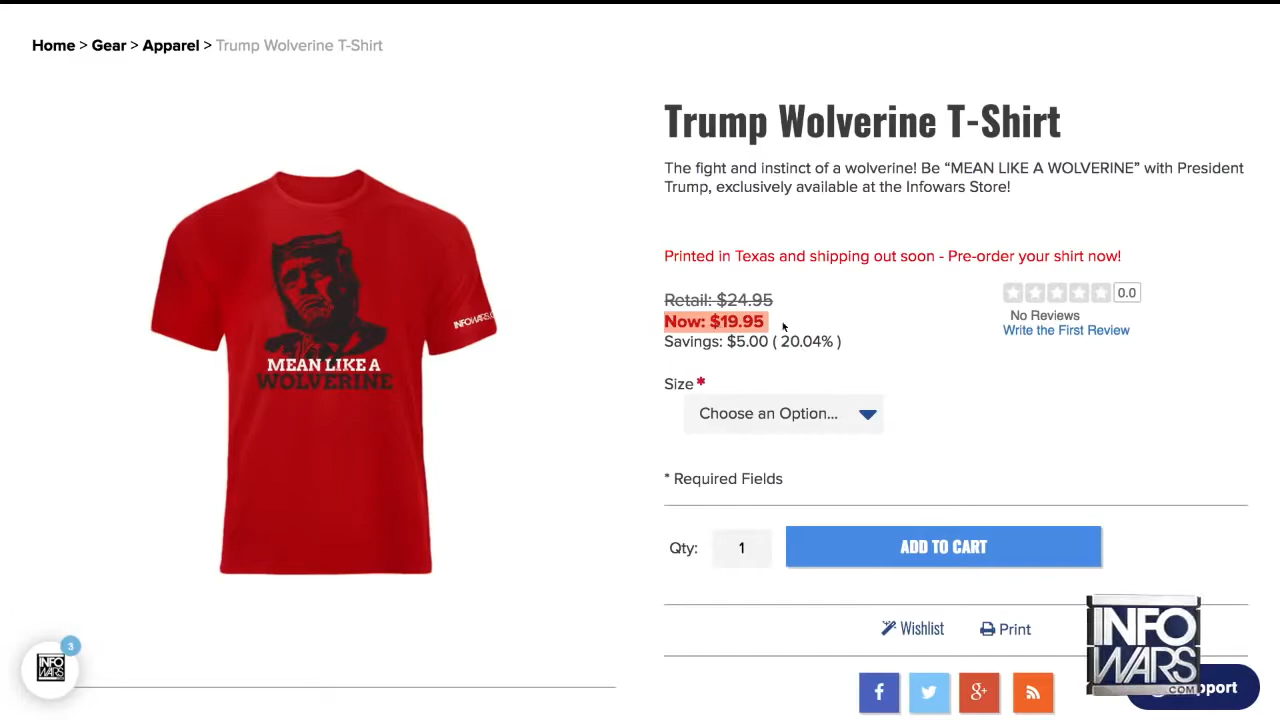 Home > Gear > Apparel > Trump Wolverine T-Shirt
Trump Wolverine T-Shirt
The fight and instinct of a wolverine! Be “MEAN LIKE A WOLVERINE” with President
Trump, exclusively available at the Infowars Store!
Printed in Texas and shipping out soon - Pre-order your shirt now!
Retail: $24.95
Now: $19.95
Savings: $5.00 ( 20.04% )
0.0
No Reviews
Write the First Review
MEAN LIKE A
WOLVERINE
Size *
Choose an Option...
* Required Fields
Qty: 1 ADD TO CART
Wishlist Print
3
INFO
WARS
INFO
WARS
.COM
f g+